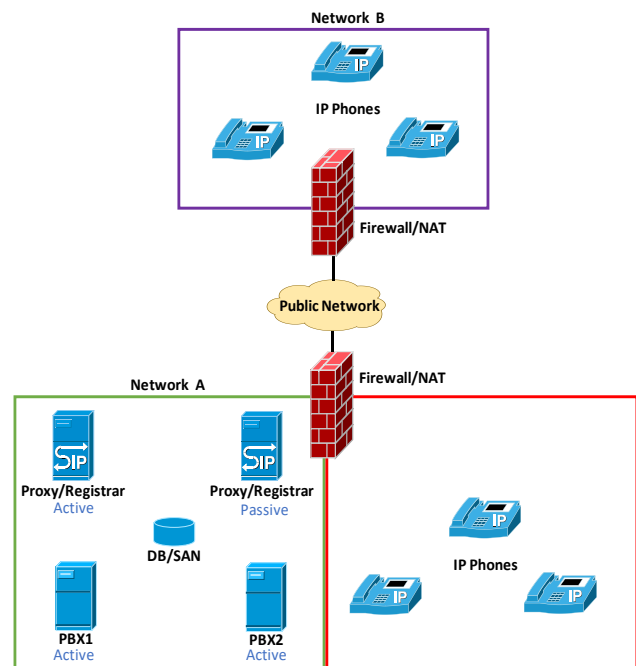 Network B
IP
IP Phones
IP
IP
Firewall/NAT
Public Network
Firewall/NAT
Network A
SIP
SIP
Proxy/Registrar
Active
Proxy/Registrar
Passive
IP
DB/SAN
IP Phones
IP
IP
PBX1
Active
PBX2
Active